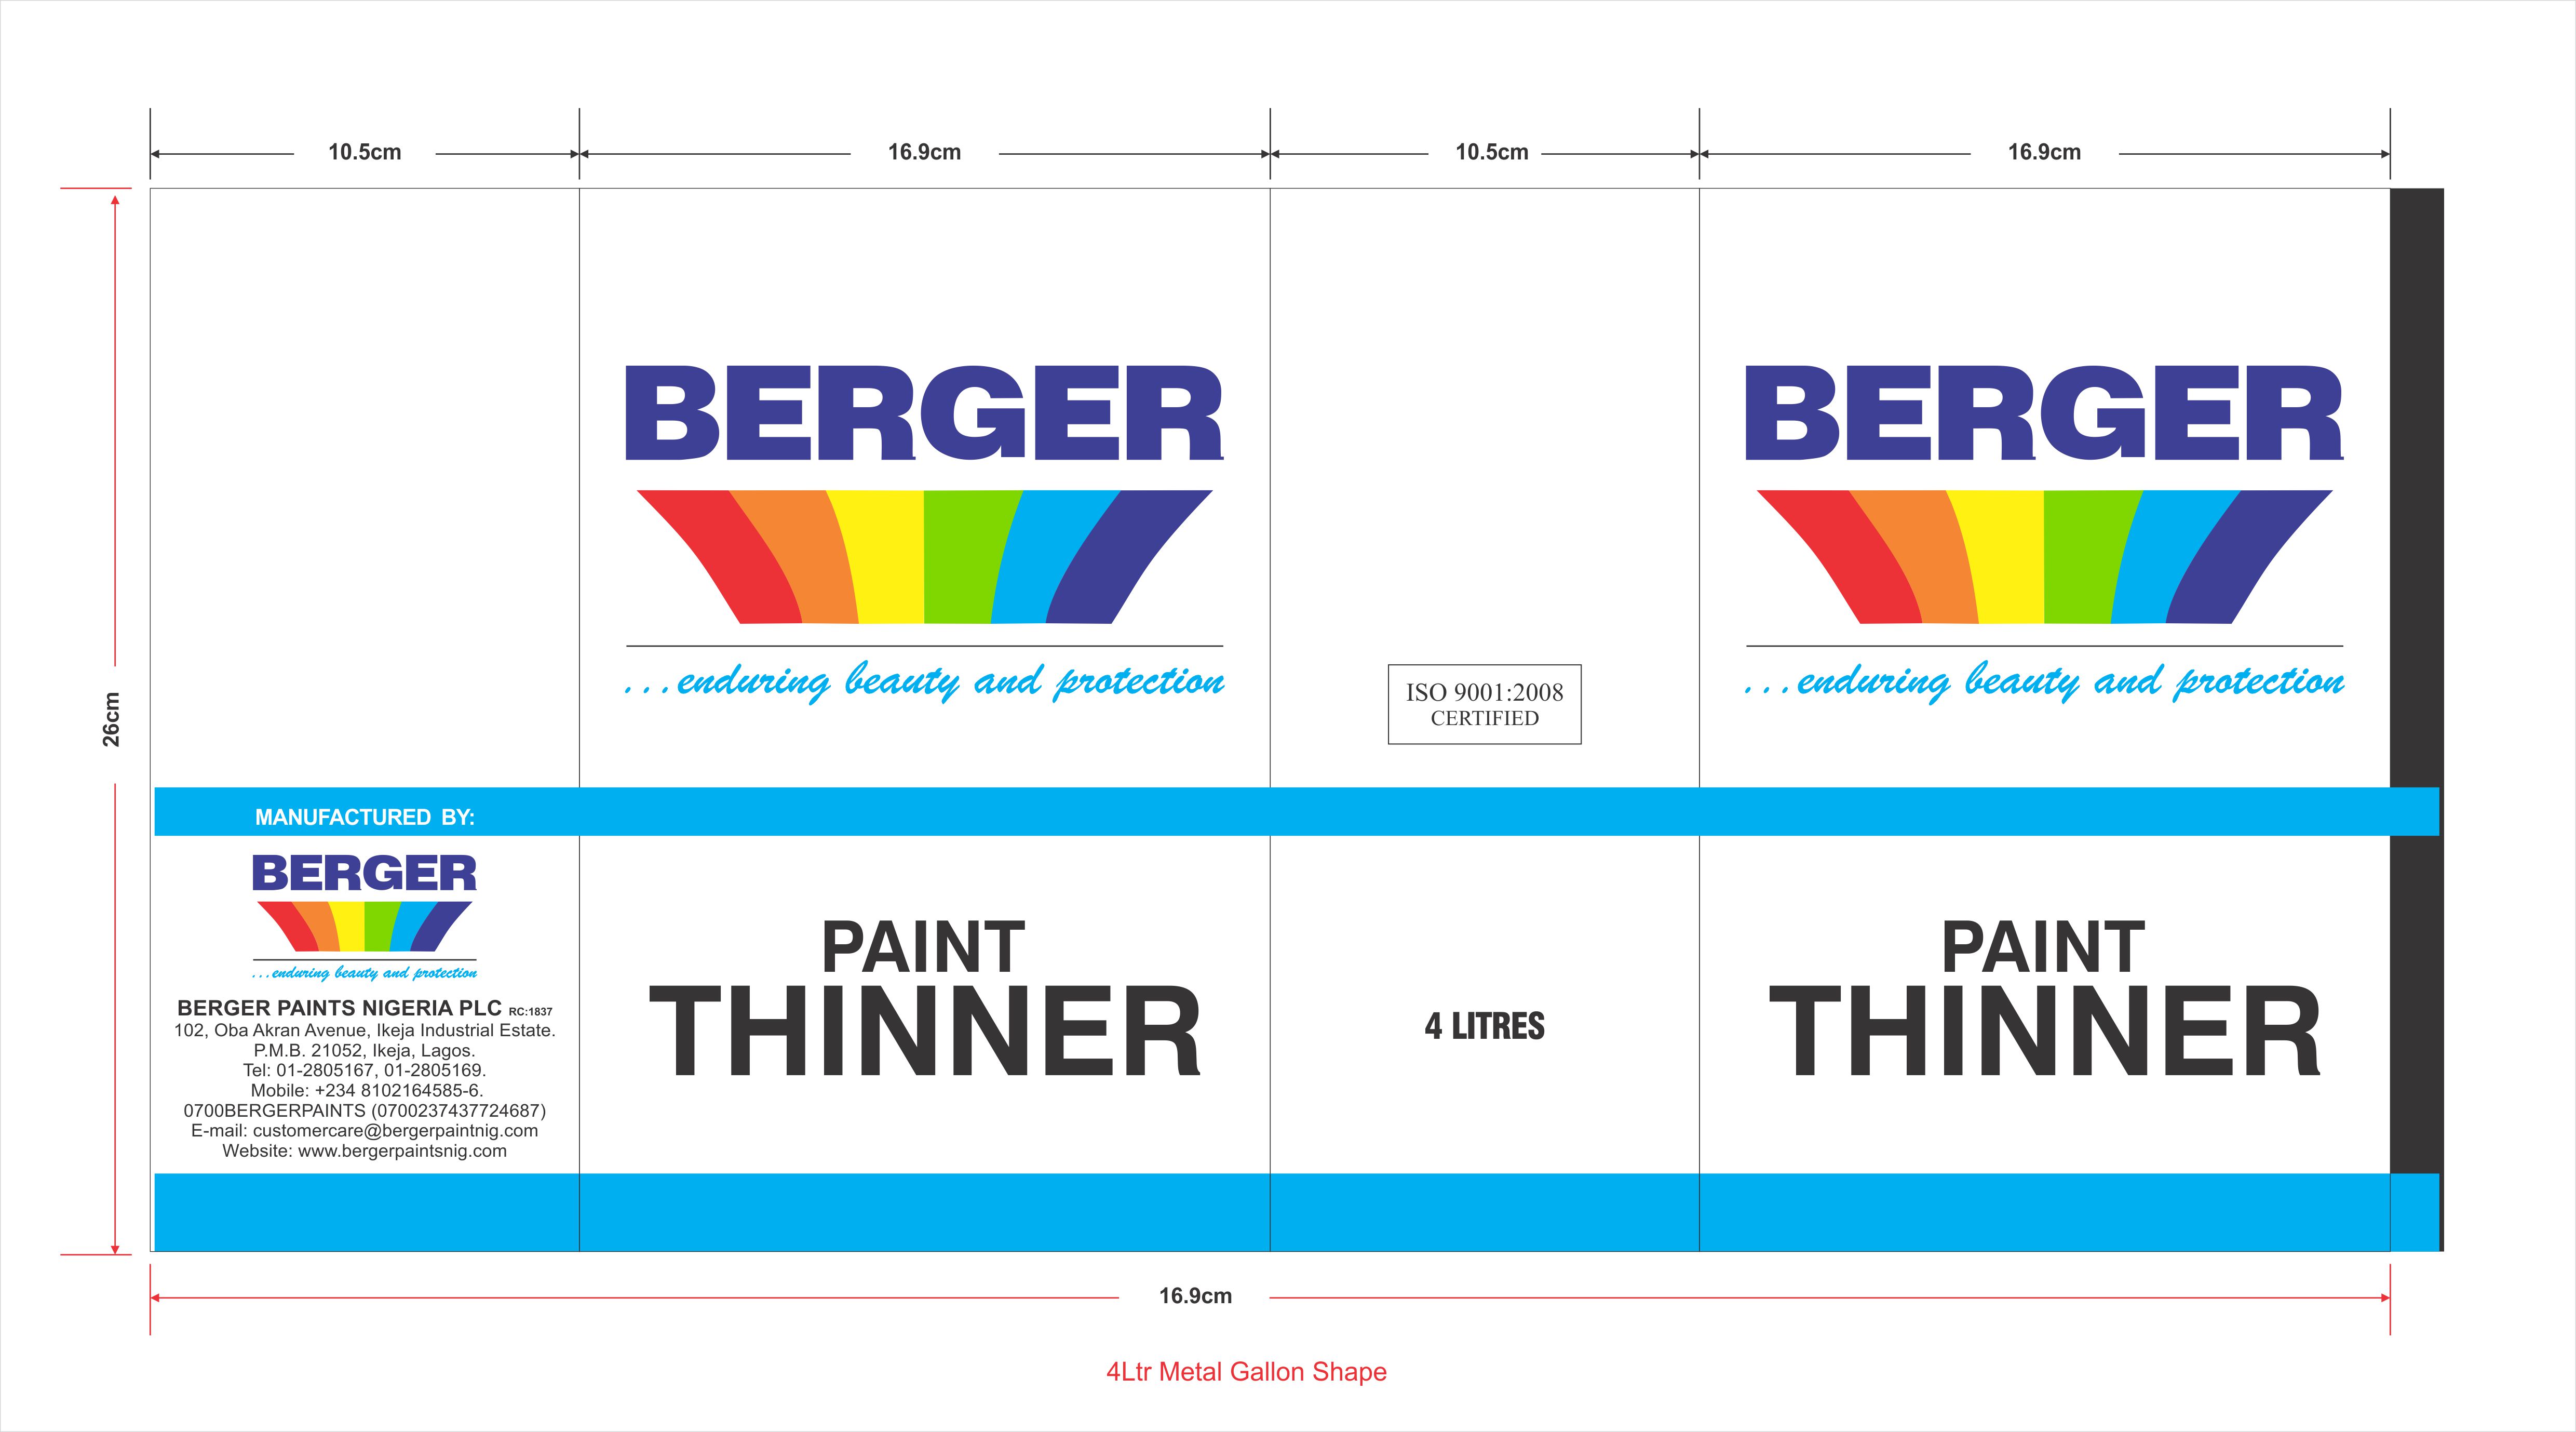 10.5cm
16.9cm
10.5cm
16.9cm
26cm
BERGER
...enduring beauty and protection
ISO 9001:2008
CERTIFIED
BERGER
...enduring beauty and protection
MANUFACTURED BY:
BERGER
...enduring beauty and protection
BERGER PAINTS NIGERIA PLC RC:1837
102, Oba Akran Avenue, Ikeja Industrial Estate.
P.M.B. 21052, Ikeja, Lagos.
Tel: 01-2805167, 01-2805169.
Mobile: +234 8102164585-6.
0700BERGERPAINTS (0700237437724687)
E-mail: customercare@bergerpaintnig.com
Website: www.bergerpaintsnig.com
PAINT
THINNER
4 LITRES
PAINT
THINNER
16.9cm
4Ltr Metal Gallon Shape